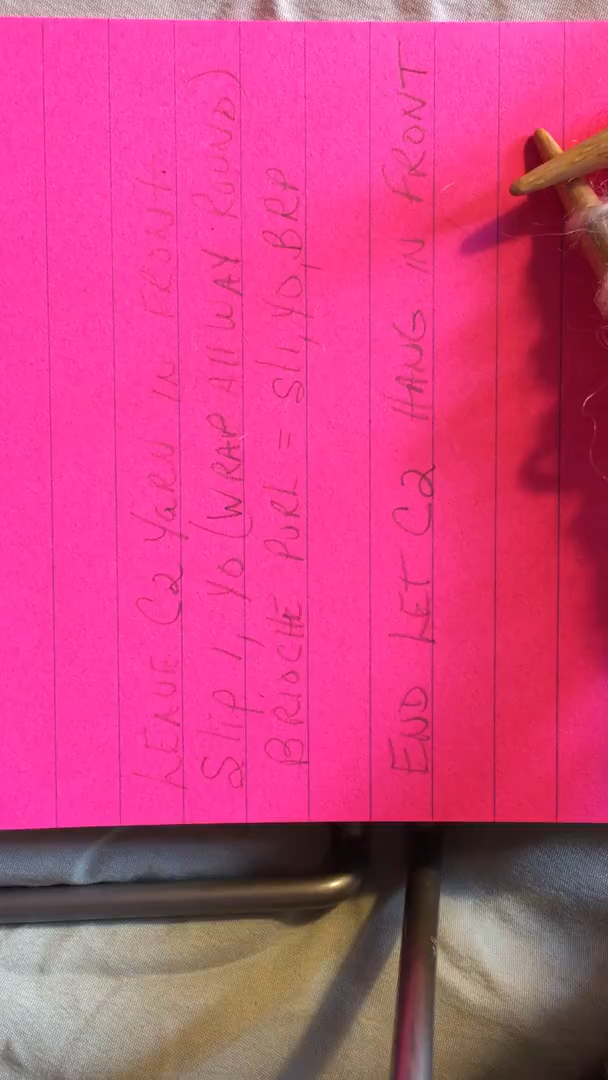 LEAVE C2 YARN IN FRONT
Slip 1, YO (WRAP All WAY ROUND)
BRIOCHE PURL = Sl1, YO, BRP
END LET C2 HANG IN FRONT